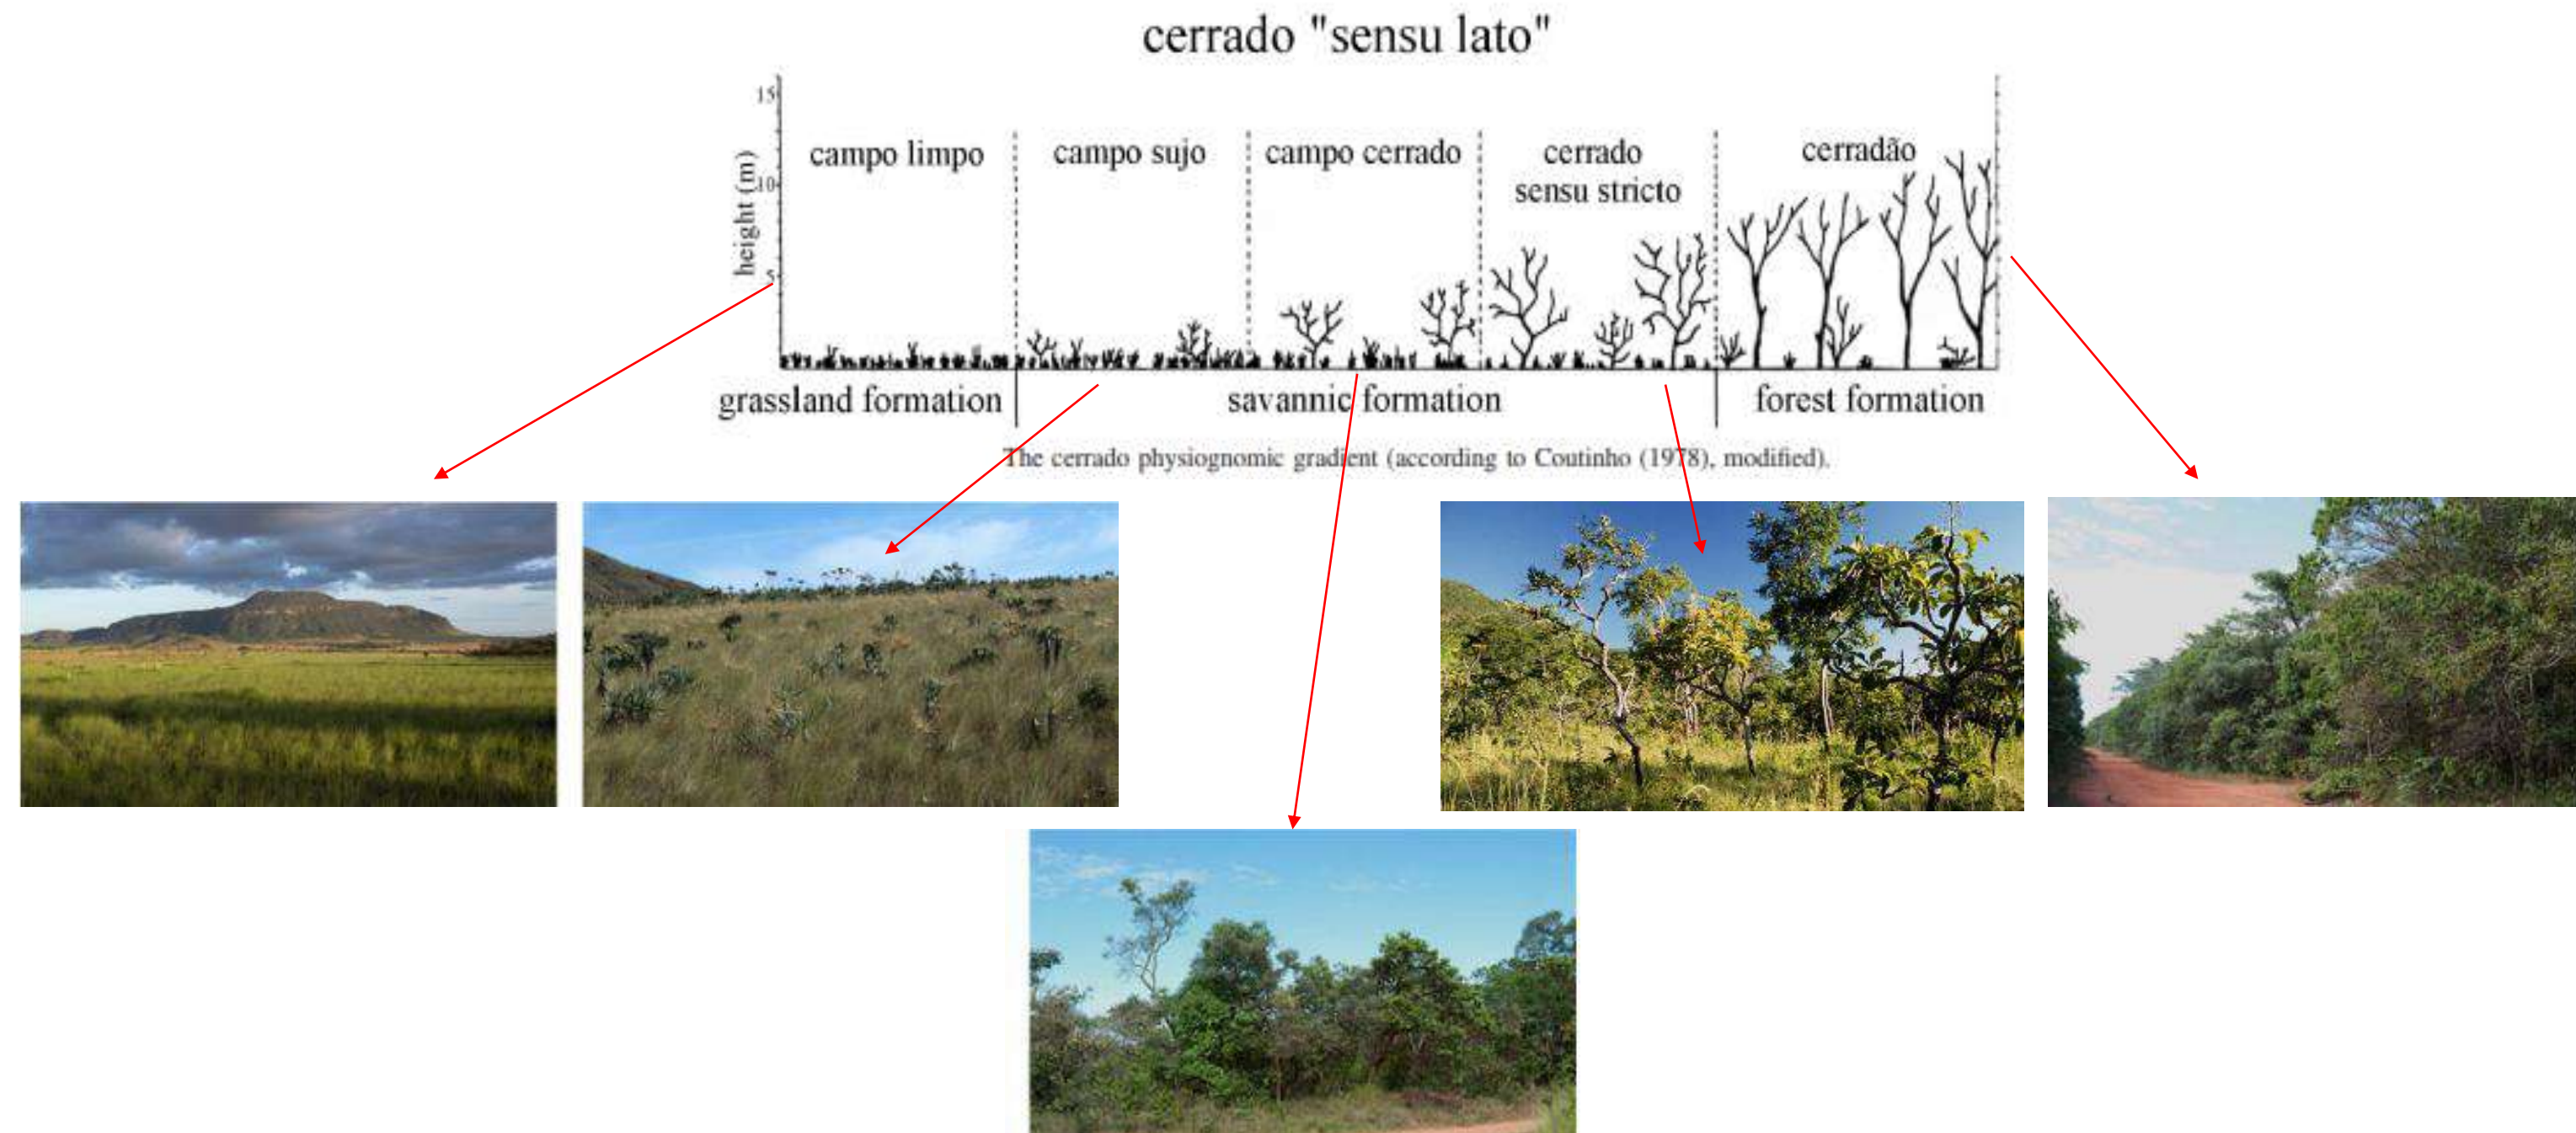 cerrado "sensu lato"
15
campo limpo
campo sujo
campo cerrado
cerrado
sensu stricto
cerradão
height (m)
10
5
grassland formation
savannic formation
forest formation
The cerrado physiognomic gradient (according to Coutinho (1978), modified).